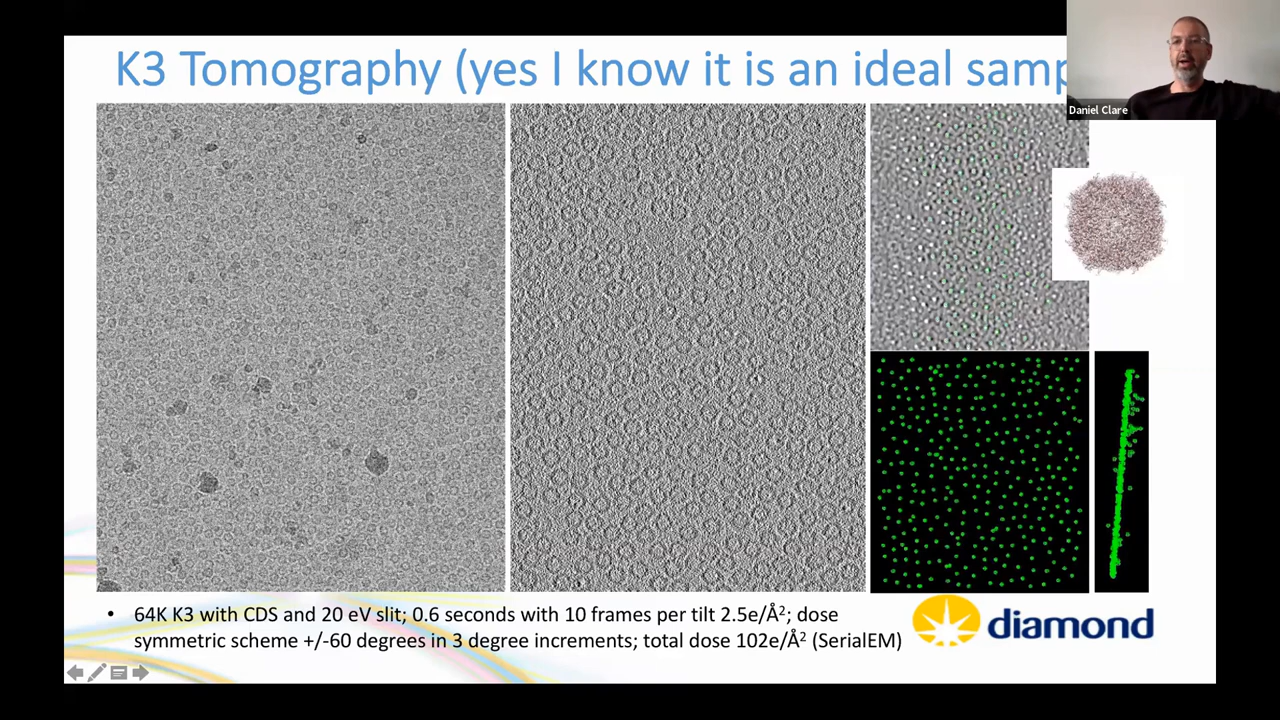 K3 Tomography (yes I know it is an ideal samp
Daniel Clare
• 64K K3 with CDS and 20 eV slit; 0.6 seconds with 10 frames per tilt 2.5e/Å²; dose
symmetric scheme +/-60 degrees in 3 degree increments; total dose 102e/Å² (SerialEM)
diamond